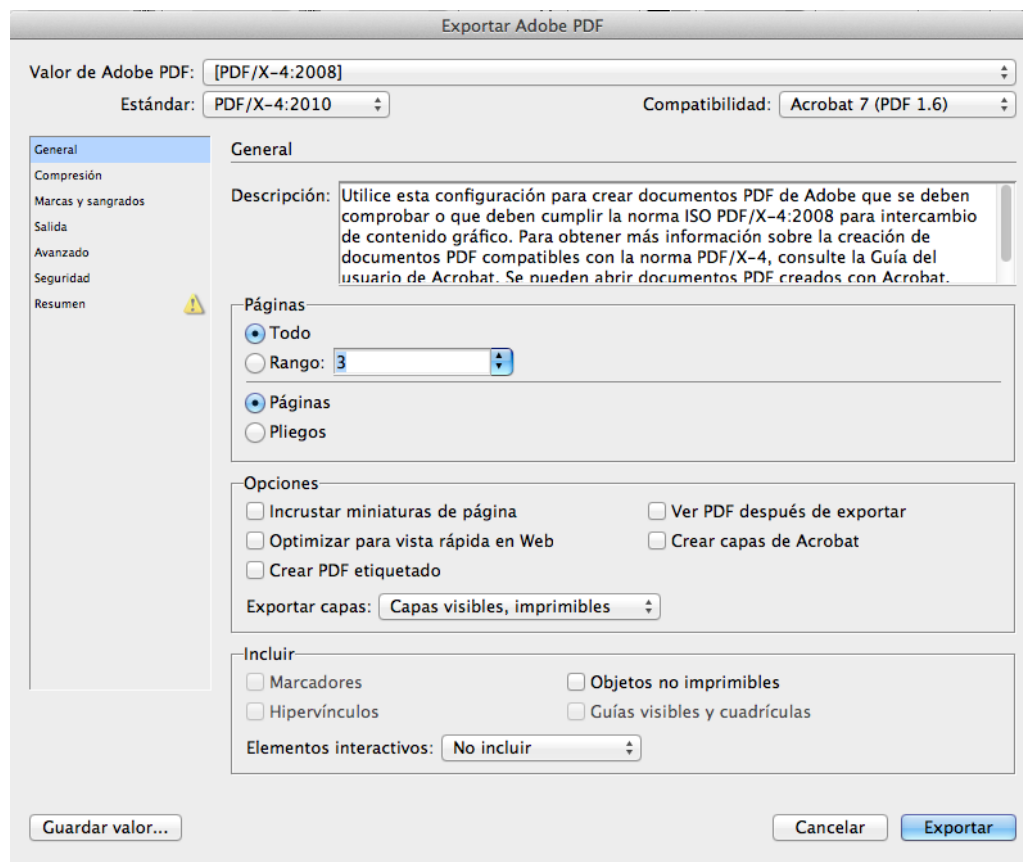 Exportar Adobe PDF
Valor de Adobe PDF: [PDF/X-4:2008]
Estándar: PDF/X-4:2010 Compatibilidad: Acrobat 7 (PDF 1.6)
General
Compresión
Marcas y sangrados
Salida
Avanzado
Seguridad
Resumen
General
Descripción: Utilice esta configuración para crear documentos PDF de Adobe que se deben
comprobar o que deben cumplir la norma ISO PDF/X-4:2008 para intercambio
de contenido gráfico. Para obtener más información sobre la creación de
documentos PDF compatibles con la norma PDF/X-4, consulte la Guía del
usuario de Acrobat. Se pueden abrir documentos PDF creados con Acrobat,
Páginas
Todo
Rango: 3
Páginas
Pliegos
Opciones
Incrustar miniaturas de página Ver PDF después de exportar
Optimizar para vista rápida en Web Crear capas de Acrobat
Crear PDF etiquetado
Exportar capas: Capas visibles, imprimibles
Incluir
Marcadores Objetos no imprimibles
Hipervínculos Guías visibles y cuadrículas
Elementos interactivos: No incluir
Guardar valor... Cancelar Exportar